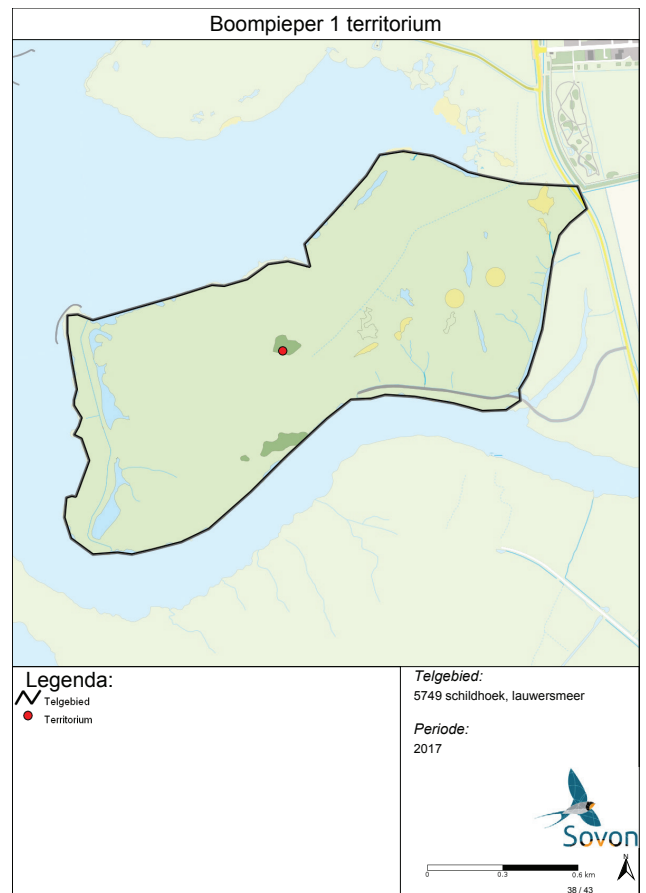 Boompieper 1 territorium
Legenda:
Telgebied
Territorium
Telgebied:
5749 schildhoek, lauwersmeer
Periode:
2017
Sovon
N
0 0.3 0.6 km
38 / 43